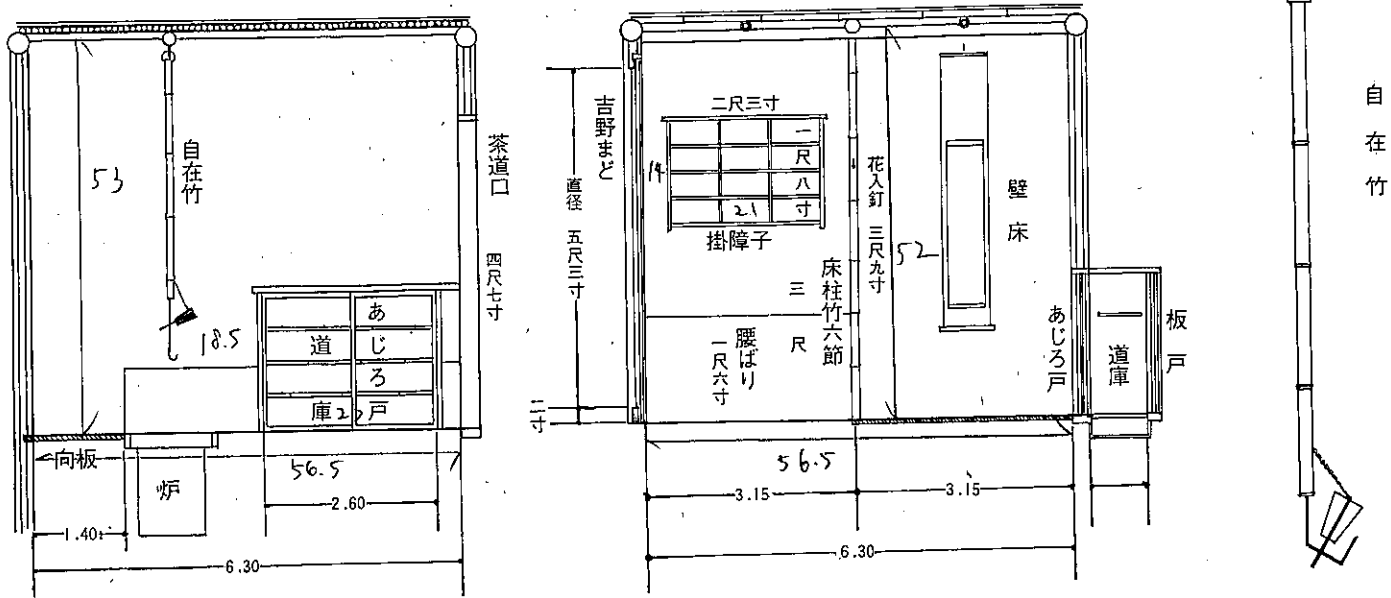 自在竹
53
18.5
茶道口
四尺七寸
あじろ戸
道庫
22
向板
炉
56.5
2.60
1.40
6.30
吉野まど
直径 五尺三寸
二寸
二尺三寸
一尺八寸
14
21
掛障子
花入釘 三尺九寸
床柱竹六節
三尺
腰ばり
一尺六寸
52
壁床
あじろ戸
道庫
板戸
56.5
3.15
3.15
6.30
自在竹